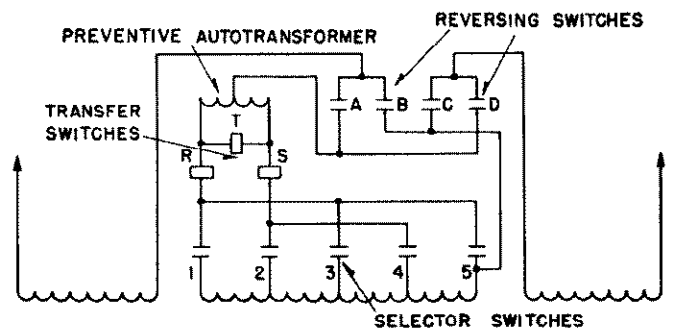 REVERSING SWITCHES
PREVENTIVE AUTOTRANSFORMER
A B C D
TRANSFER
SWITCHES
T
R S
1 2 3 4 5
SELECTOR SWITCHES